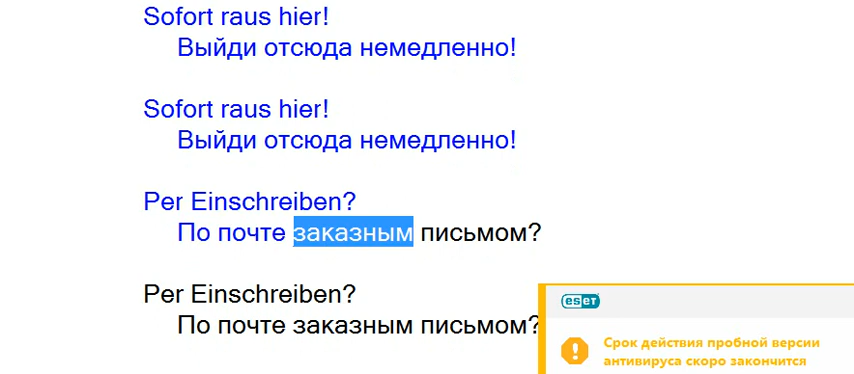 Sofort raus hier!
Выйди отсюда немедленно!
Sofort raus hier!
Выйди отсюда немедленно!
Per Einschreiben?
По почте заказным письмом?
Per Einschreiben?
По почте заказным письмом?
eset
Срок действия пробной версии
антивируса скоро закончится